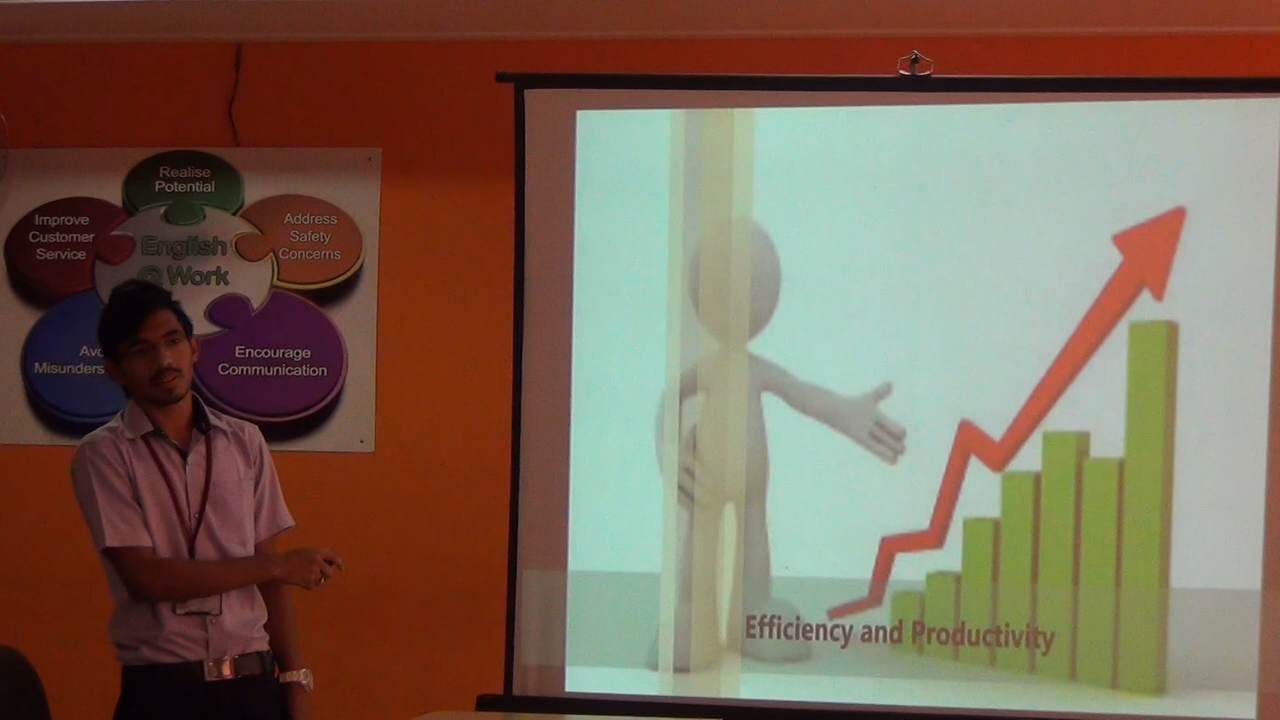 Realise
Potential
Improve
Customer
Service
Address
Safety
Concerns
English
@ Work
Encourage
Communication
Efficiency and Productivity